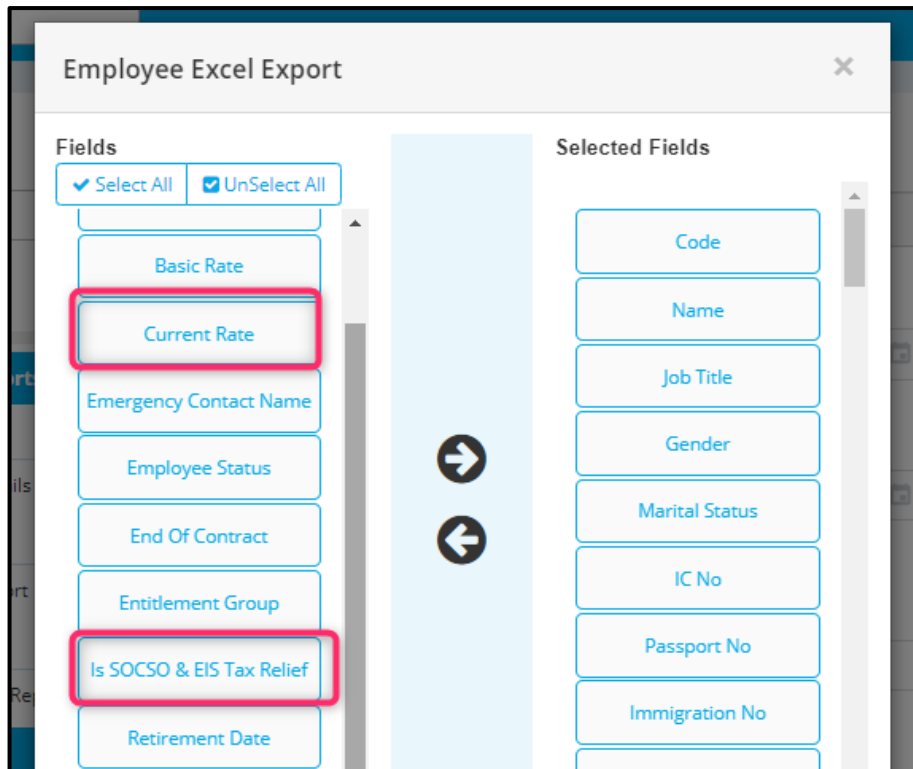 Employee Excel Export
Fields
Select All
UnSelect All
Basic Rate
Current Rate
Emergency Contact Name
Employee Status
End Of Contract
Entitlement Group
Is SOCSO & EIS Tax Relief
Retirement Date
Selected Fields
Code
Name
Job Title
Gender
Marital Status
IC No
Passport No
Immigration No